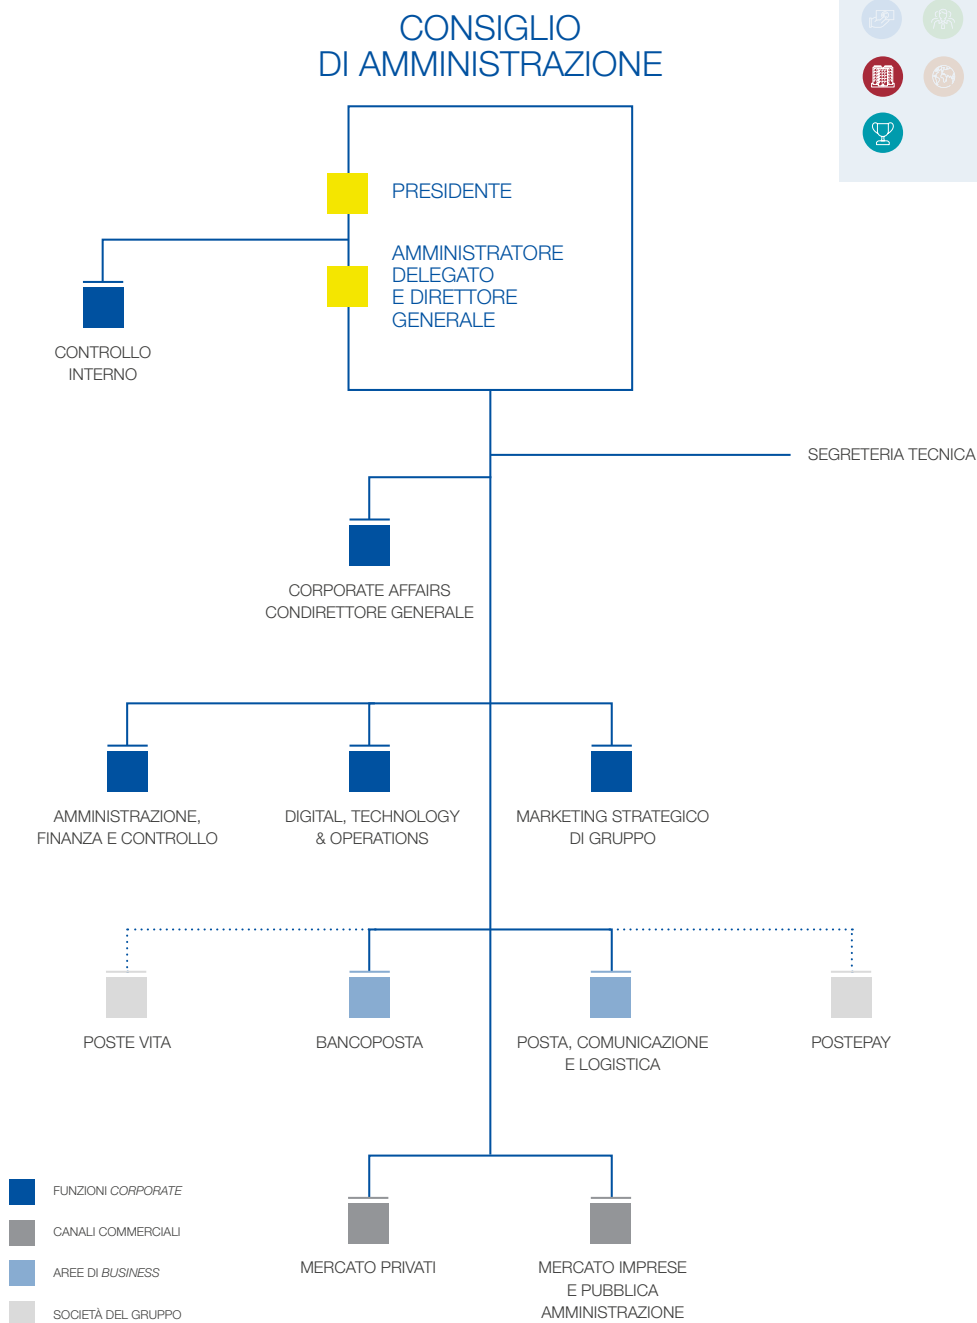 CONSIGLIO
DI AMMINISTRAZIONE
PRESIDENTE
AMMINISTRATORE
DELEGATO
E DIRETTORE
GENERALE
CONTROLLO
INTERNO
SEGRETERIA TECNICA
CORPORATE AFFAIRS
CONDIRETTORE GENERALE
AMMINISTRAZIONE,
FINANZA E CONTROLLO
DIGITAL, TECHNOLOGY
& OPERATIONS
MARKETING STRATEGICO
DI GRUPPO
POSTE VITA
BANCOPOSTA
POSTA, COMUNICAZIONE
E LOGISTICA
POSTEPAY
MERCATO PRIVATI
MERCATO IMPRESE
E PUBBLICA
AMMINISTRAZIONE
FUNZIONI CORPORATE
CANALI COMMERCIALI
AREE DI BUSINESS
SOCIETÀ DEL GRUPPO